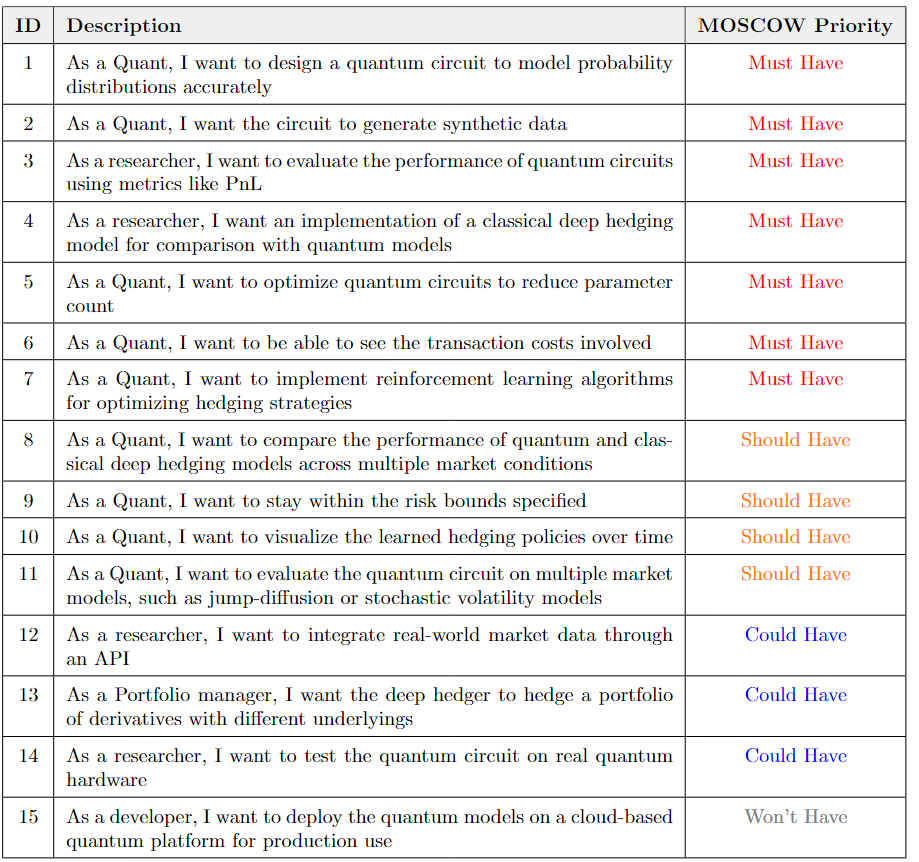 ID Description MOSCOW Priority
1 As a Quant, I want to design a quantum circuit to model probability Must Have
distributions accurately
2 As a Quant, I want the circuit to generate synthetic data Must Have
3 As a researcher, I want to evaluate the performance of quantum circuits Must Have
using metrics like PnL
4 As a researcher, I want an implementation of a classical deep hedging Must Have
model for comparison with quantum models
5 As a Quant, I want to optimize quantum circuits to reduce parameter Must Have
count
6 As a Quant, I want to be able to see the transaction costs involved Must Have
7 As a Quant, I want to implement reinforcement learning algorithms Must Have
for optimizing hedging strategies
8 As a Quant, I want to compare the performance of quantum and clas- Should Have
sical deep hedging models across multiple market conditions
9 As a Quant, I want to stay within the risk bounds specified Should Have
10 As a Quant, I want to visualize the learned hedging policies over time Should Have
11 As a Quant, I want to evaluate the quantum circuit on multiple market Should Have
models, such as jump-diffusion or stochastic volatility models
12 As a researcher, I want to integrate real-world market data through Could Have
an API
13 As a Portfolio manager, I want the deep hedger to hedge a portfolio Could Have
of derivatives with different underlyings
14 As a researcher, I want to test the quantum circuit on real quantum Could Have
hardware
15 As a developer, I want to deploy the quantum models on a cloud-based Won't Have
quantum platform for production use